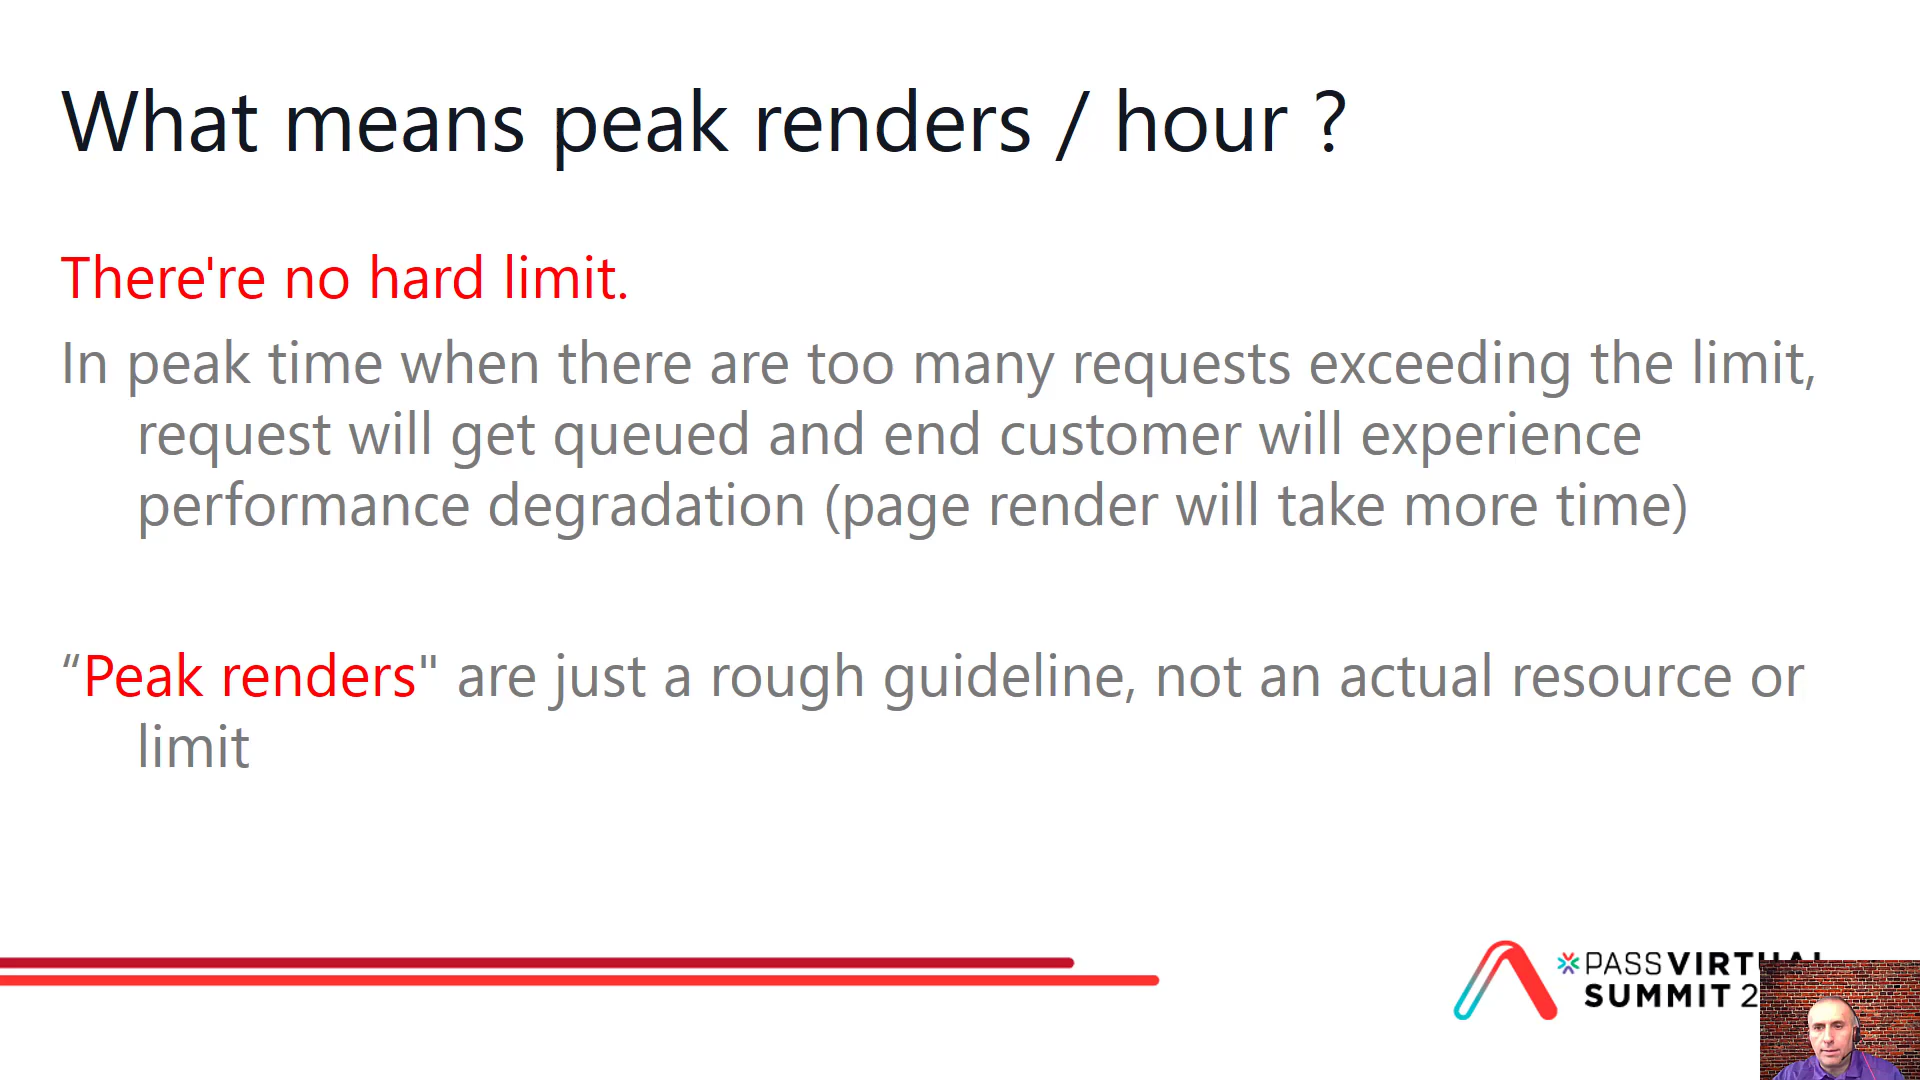 What means peak renders / hour ?
There're no hard limit.
In peak time when there are too many requests exceeding the limit,
request will get queued and end customer will experience
performance degradation (page render will take more time)
“Peak renders" are just a rough guideline, not an actual resource or
limit
PASS VIRTUAL
SUMMIT 2